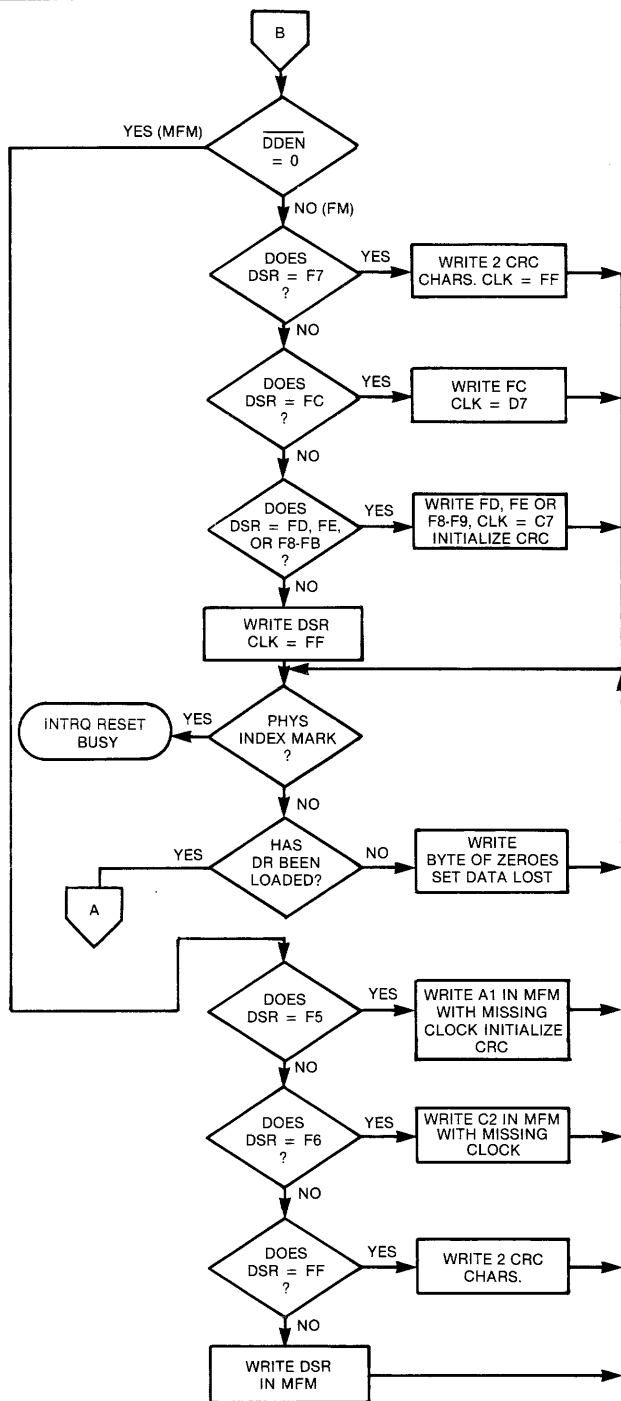 B
YES (MFM)
DDEN
= 0
NO (FM)
DOES
DSR = F7
?
YES
WRITE 2 CRC
CHARS. CLK = FF
NO
DOES
DSR = FC
?
YES
WRITE FC
CLK = D7
NO
DOES
DSR = FD, FE,
OR F8-FB
?
YES
WRITE FD, FE OR
F8-F9, CLK = C7
INITIALIZE CRC
NO
WRITE DSR
CLK = FF
INTRQ RESET
BUSY
YES
PHYS
INDEX MARK
?
NO
YES
HAS
DR BEEN
LOADED?
NO
WRITE
BYTE OF ZEROES
SET DATA LOST
A
DOES
DSR = F5
YES
WRITE A1 IN MFM
WITH MISSING
CLOCK INITIALIZE
CRC
NO
DOES
DSR = F6
?
YES
WRITE C2 IN MFM
WITH MISSING
CLOCK
NO
DOES
DSR = FF
?
YES
WRITE 2 CRC
CHARS.
NO
WRITE DSR
IN MFM